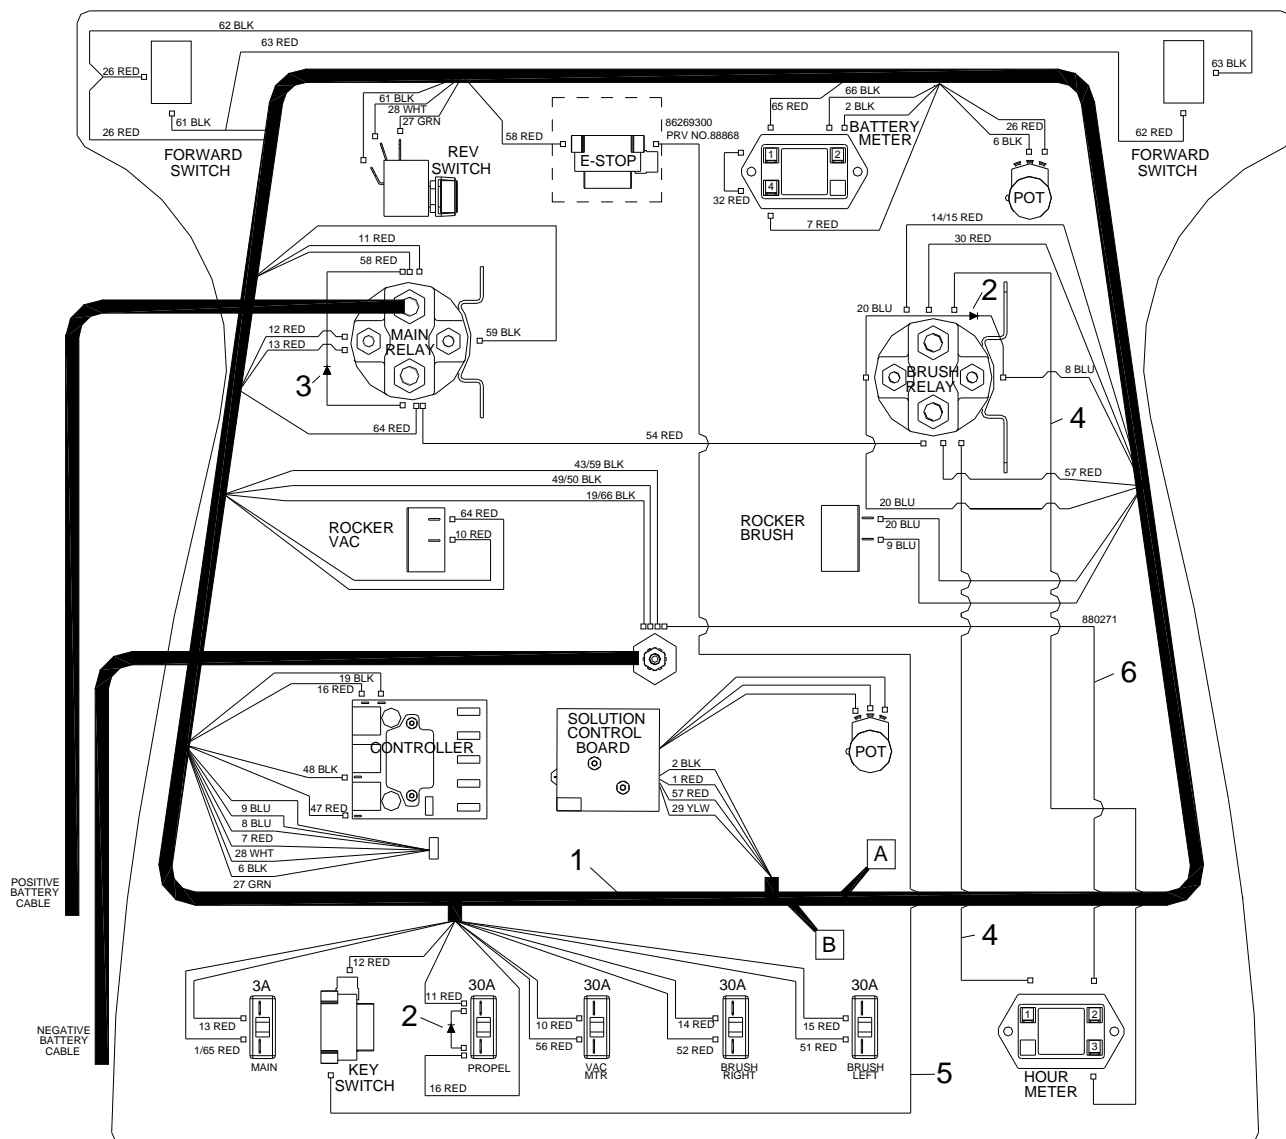 62 BLK
63 RED
26 RED
63 BLK
61 BLK
26 RED
FORWARD
SWITCH
61 BLK
28 WHT
27 GRN
REV
SWITCH
58 RED
E-STOP
86269300
PRV NO.88868
65 RED
66 BLK
2 BLK
BATTERY
METER
1
2
4
32 RED
7 RED
26 RED
6 BLK
POT
62 RED
FORWARD
SWITCH
11 RED
58 RED
MAIN
RELAY
12 RED
13 RED
3
59 BLK
64 RED
54 RED
14/15 RED
30 RED
20 BLU
2
BRUSH
RELAY
8 BLU
4
57 RED
43/59 BLK
49/50 BLK
19/66 BLK
ROCKER
VAC
64 RED
10 RED
ROCKER
BRUSH
20 BLU
20 BLU
9 BLU
880271
6
19 BLK
16 RED
CONTROLLER
48 BLK
47 RED
9 BLU
8 BLU
7 RED
28 WHT
6 BLK
27 GRN
SOLUTION
CONTROL
BOARD
2 BLK
1 RED
57 RED
29 YLW
POT
1
A
B
POSITIVE
BATTERY
CABLE
NEGATIVE
BATTERY
CABLE
4
12 RED
3A
13 RED
1/65 RED
MAIN
KEY
SWITCH
30A
11 RED
2
PROPEL
16 RED
30A
10 RED
56 RED
VAC
MTR
30A
14 RED
52 RED
BRUSH
RIGHT
30A
15 RED
51 RED
BRUSH
LEFT
5
1
2
3
HOUR
METER